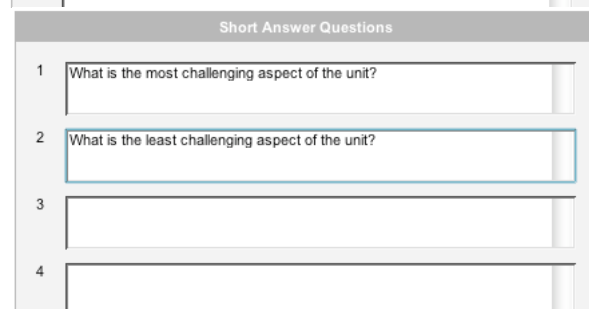 Short Answer Questions
1 What is the most challenging aspect of the unit?
2 What is the least challenging aspect of the unit?
3
4